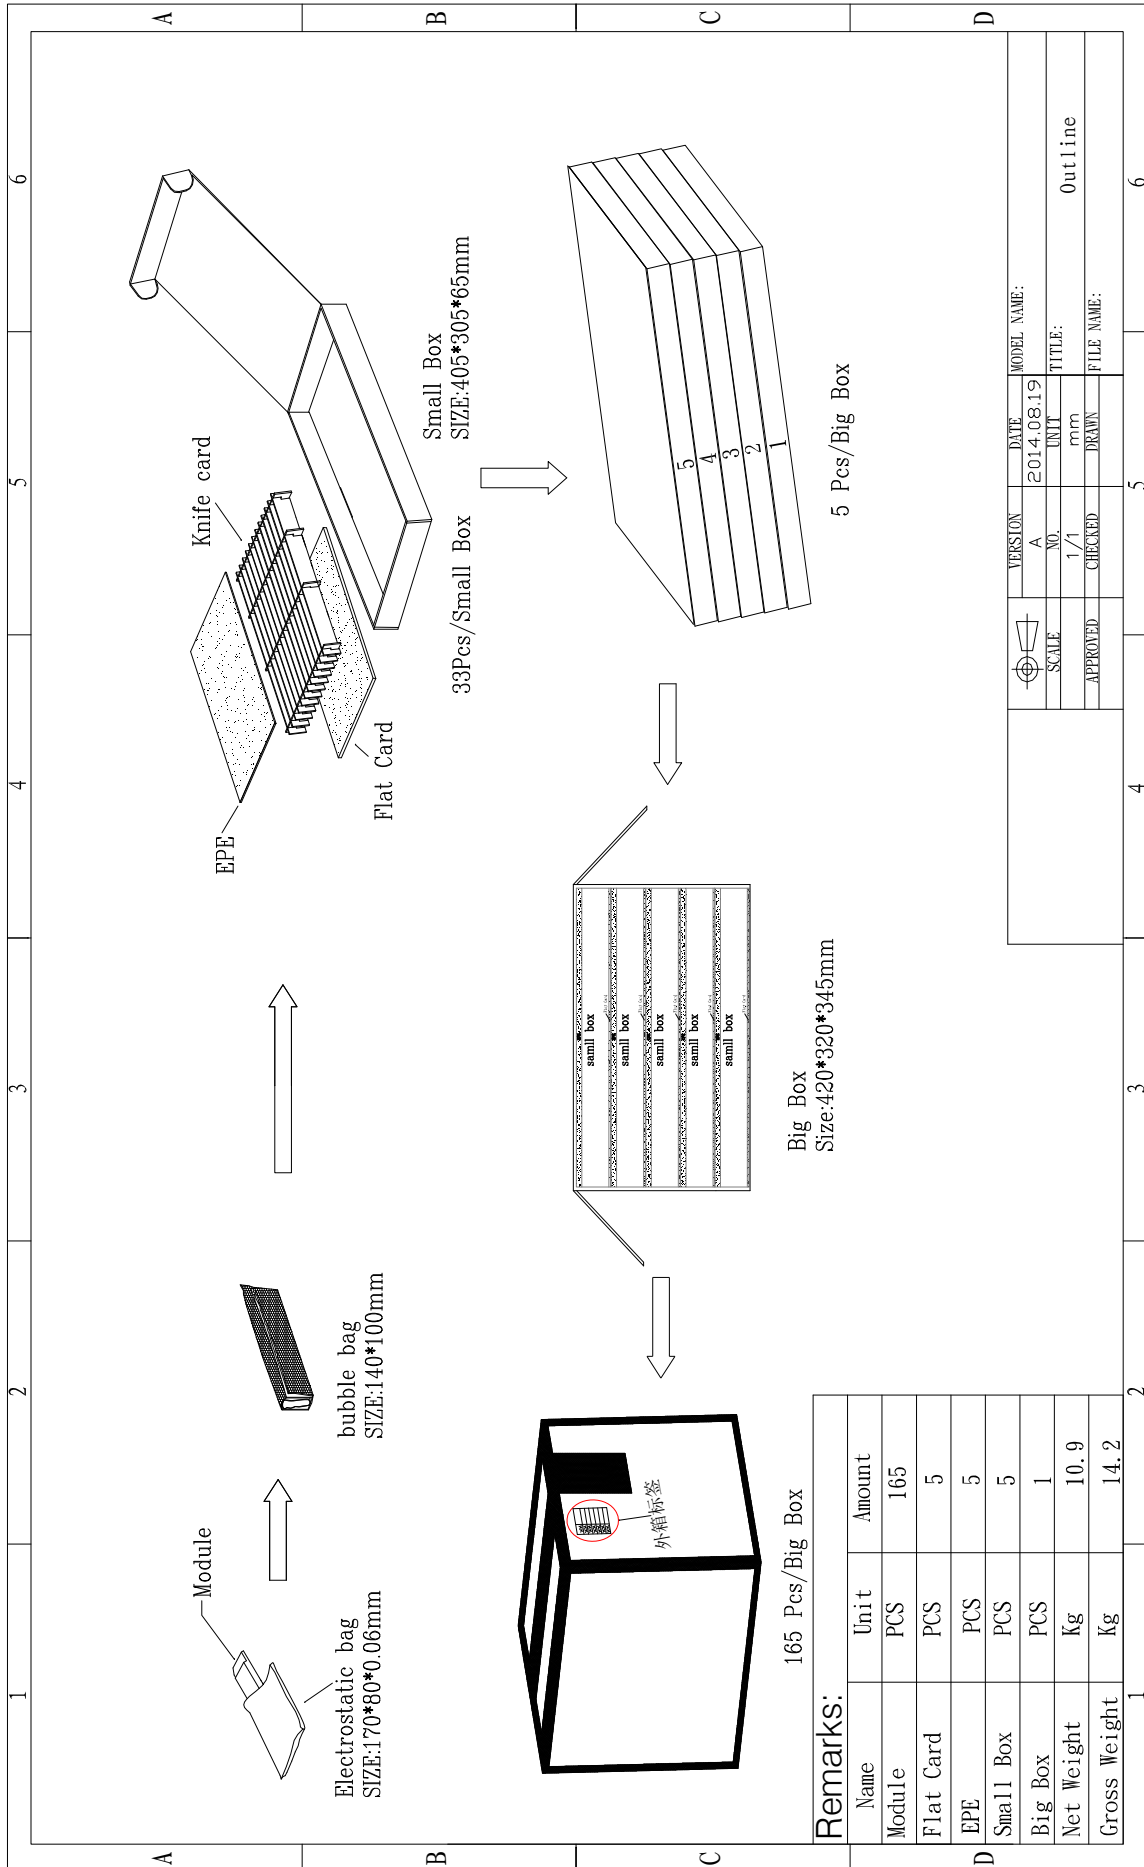 1
2
3
4
5
6
A
A
Module
Electrostatic bag
SIZE:170*80*0.06mm
bubble bag
SIZE:140*100mm
EPE
Knife card
Flat Card
Small Box
SIZE:405*305*65mm
33Pcs/Small Box
B
B
5
4
3
2
1
5 Pcs/Big Box
samll box
samll box
samll box
samll box
samll box
Big Box
Size:420*320*345mm
外箱标签
165 Pcs/Big Box
C
C
Remarks:
Name Unit Amount
Module PCS 165
Flat Card PCS 5
EPE PCS 5
Small Box PCS 5
Big Box PCS 1
Net Weight Kg 10.9
Gross Weight Kg 14.2
D
D
VERSION DATE MODEL NAME:
A 2014.08.19
SCALE NO. UNIT TITLE:
1/1 mm Outline
APPROVED CHECKED DRAWN FILE NAME:
1
2
3
4
5
6